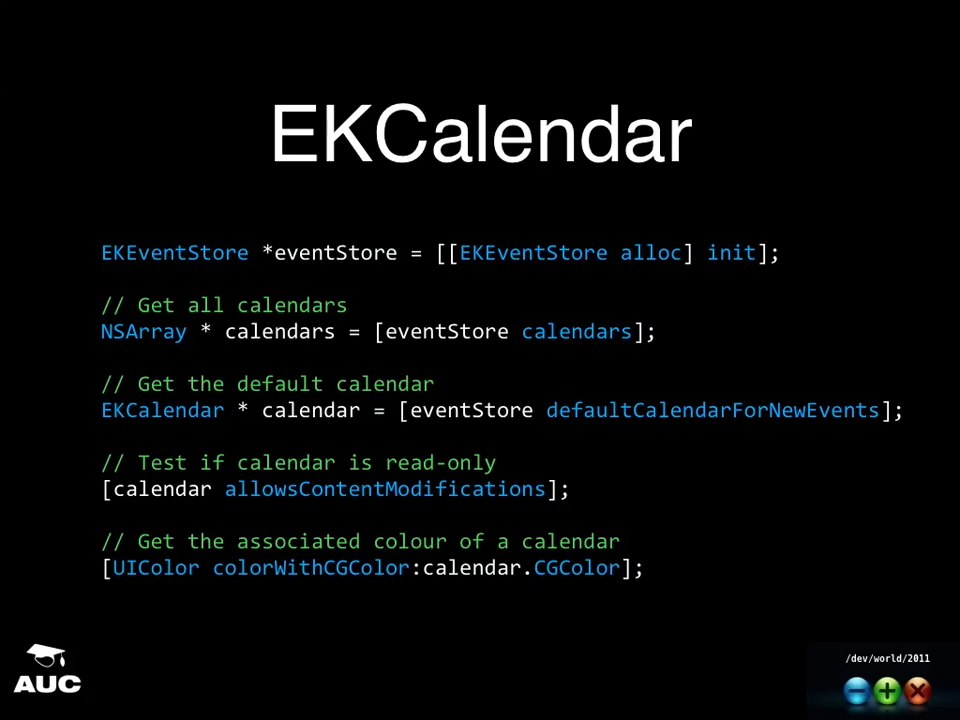 EKCalendar
EKEventStore *eventStore = [[EKEventStore alloc] init];
// Get all calendars
NSArray * calendars = [eventStore calendars];
// Get the default calendar
EKCalendar * calendar = [eventStore defaultCalendarForNewEvents];
// Test if calendar is read-only
[calendar allowsContentModifications];
// Get the associated colour of a calendar
[UIColor colorWithCGColor:calendar.CGColor];
AUC
/dev/world/2011